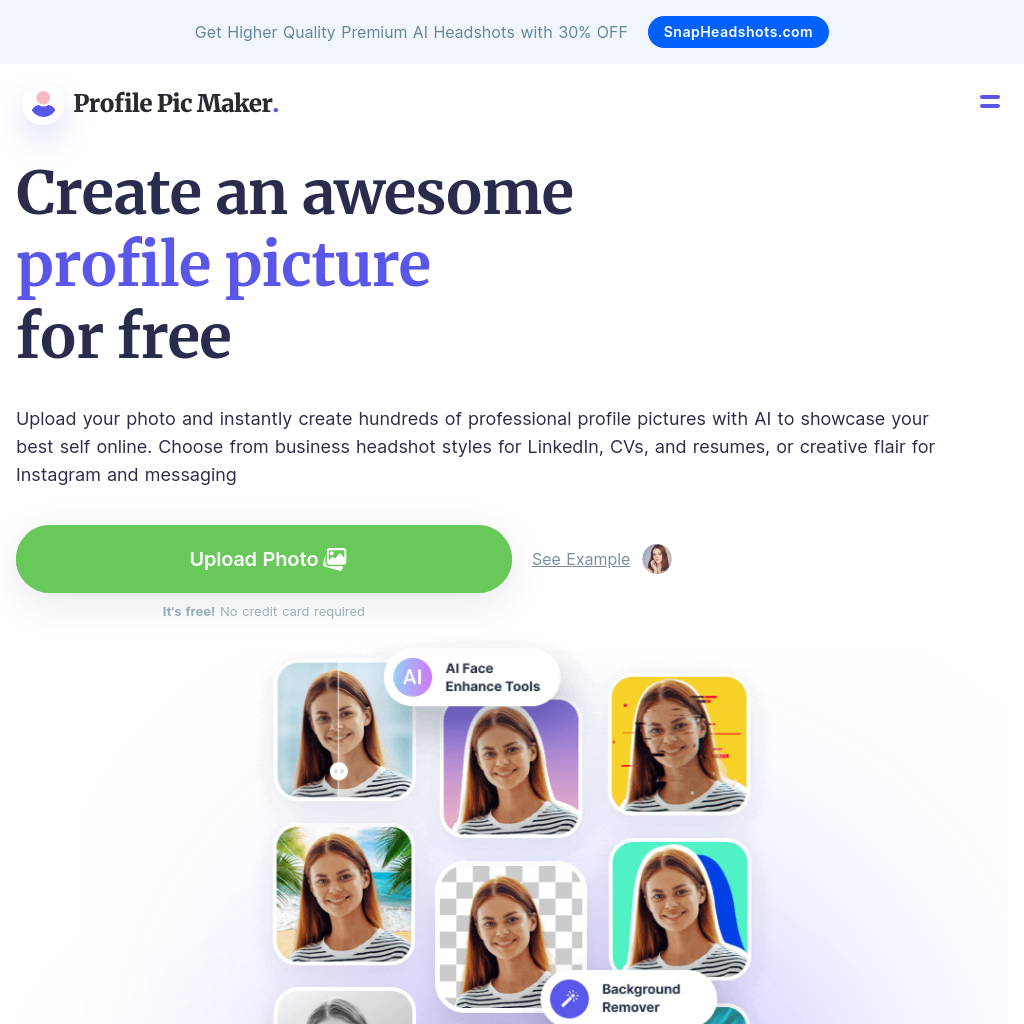 Get Higher Quality Premium AI Headshots with 30% OFF
SnapHeadshots.com
Profile Pic Maker.
Create an awesome
profile picture
for free
Upload your photo and instantly create hundreds of professional profile pictures with AI to showcase your
best self online. Choose from business headshot styles for LinkedIn, CVs, and resumes, or creative flair for
Instagram and messaging
Upload Photo
See Example
It's free! No credit card required
AI
AI Face
Enhance Tools
Background
Remover